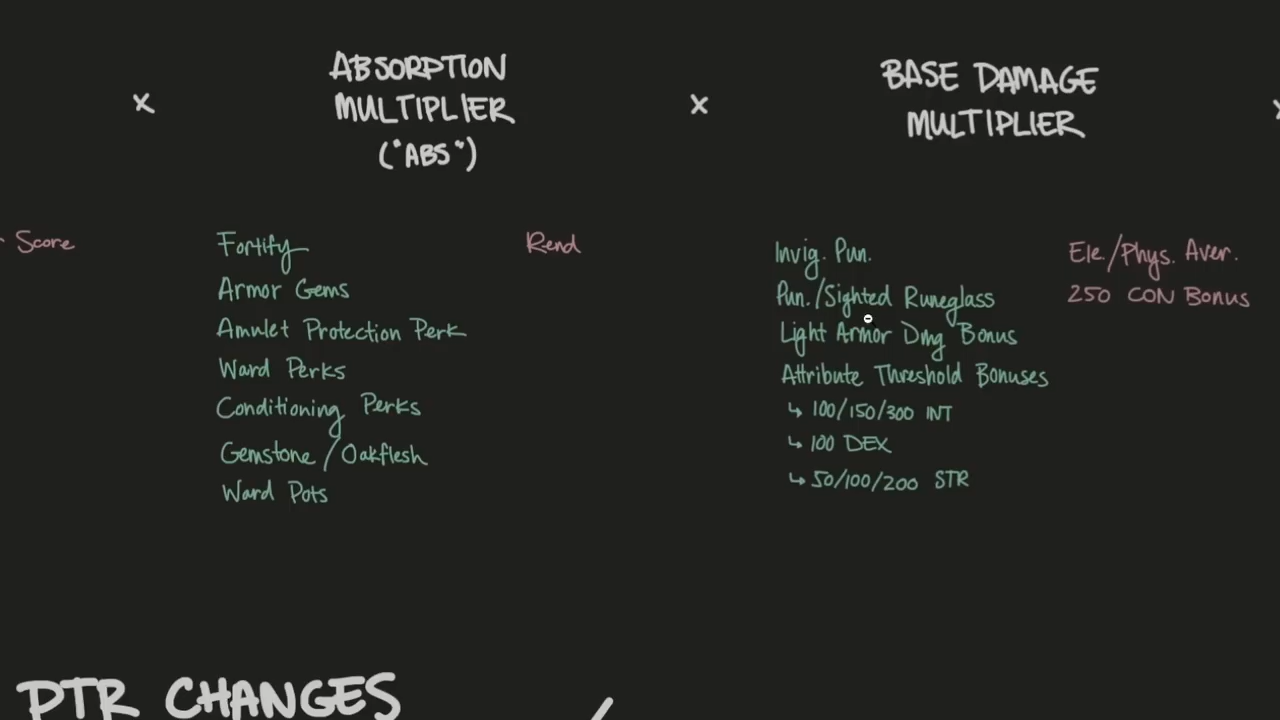 x
ABSORPTION
MULTIPLIER
("ABS")
x
BASE DAMAGE
MULTIPLIER
Score
Fortify
Armor Gems
Amulet Protection Perk
Ward Perks
Conditioning Perks
Gemstone / Oakflesh
Ward Pots
Rend
Invig. Pun.
Pun./Sighted Runeglass
Light Armor Dmg Bonus
Attribute Threshold Bonuses
↳ 100/150/300 INT
↳ 100 DEX
↳ 50/100/200 STR
Ele./Phys. Aver.
250 CON Bonus
PTR CHANGES